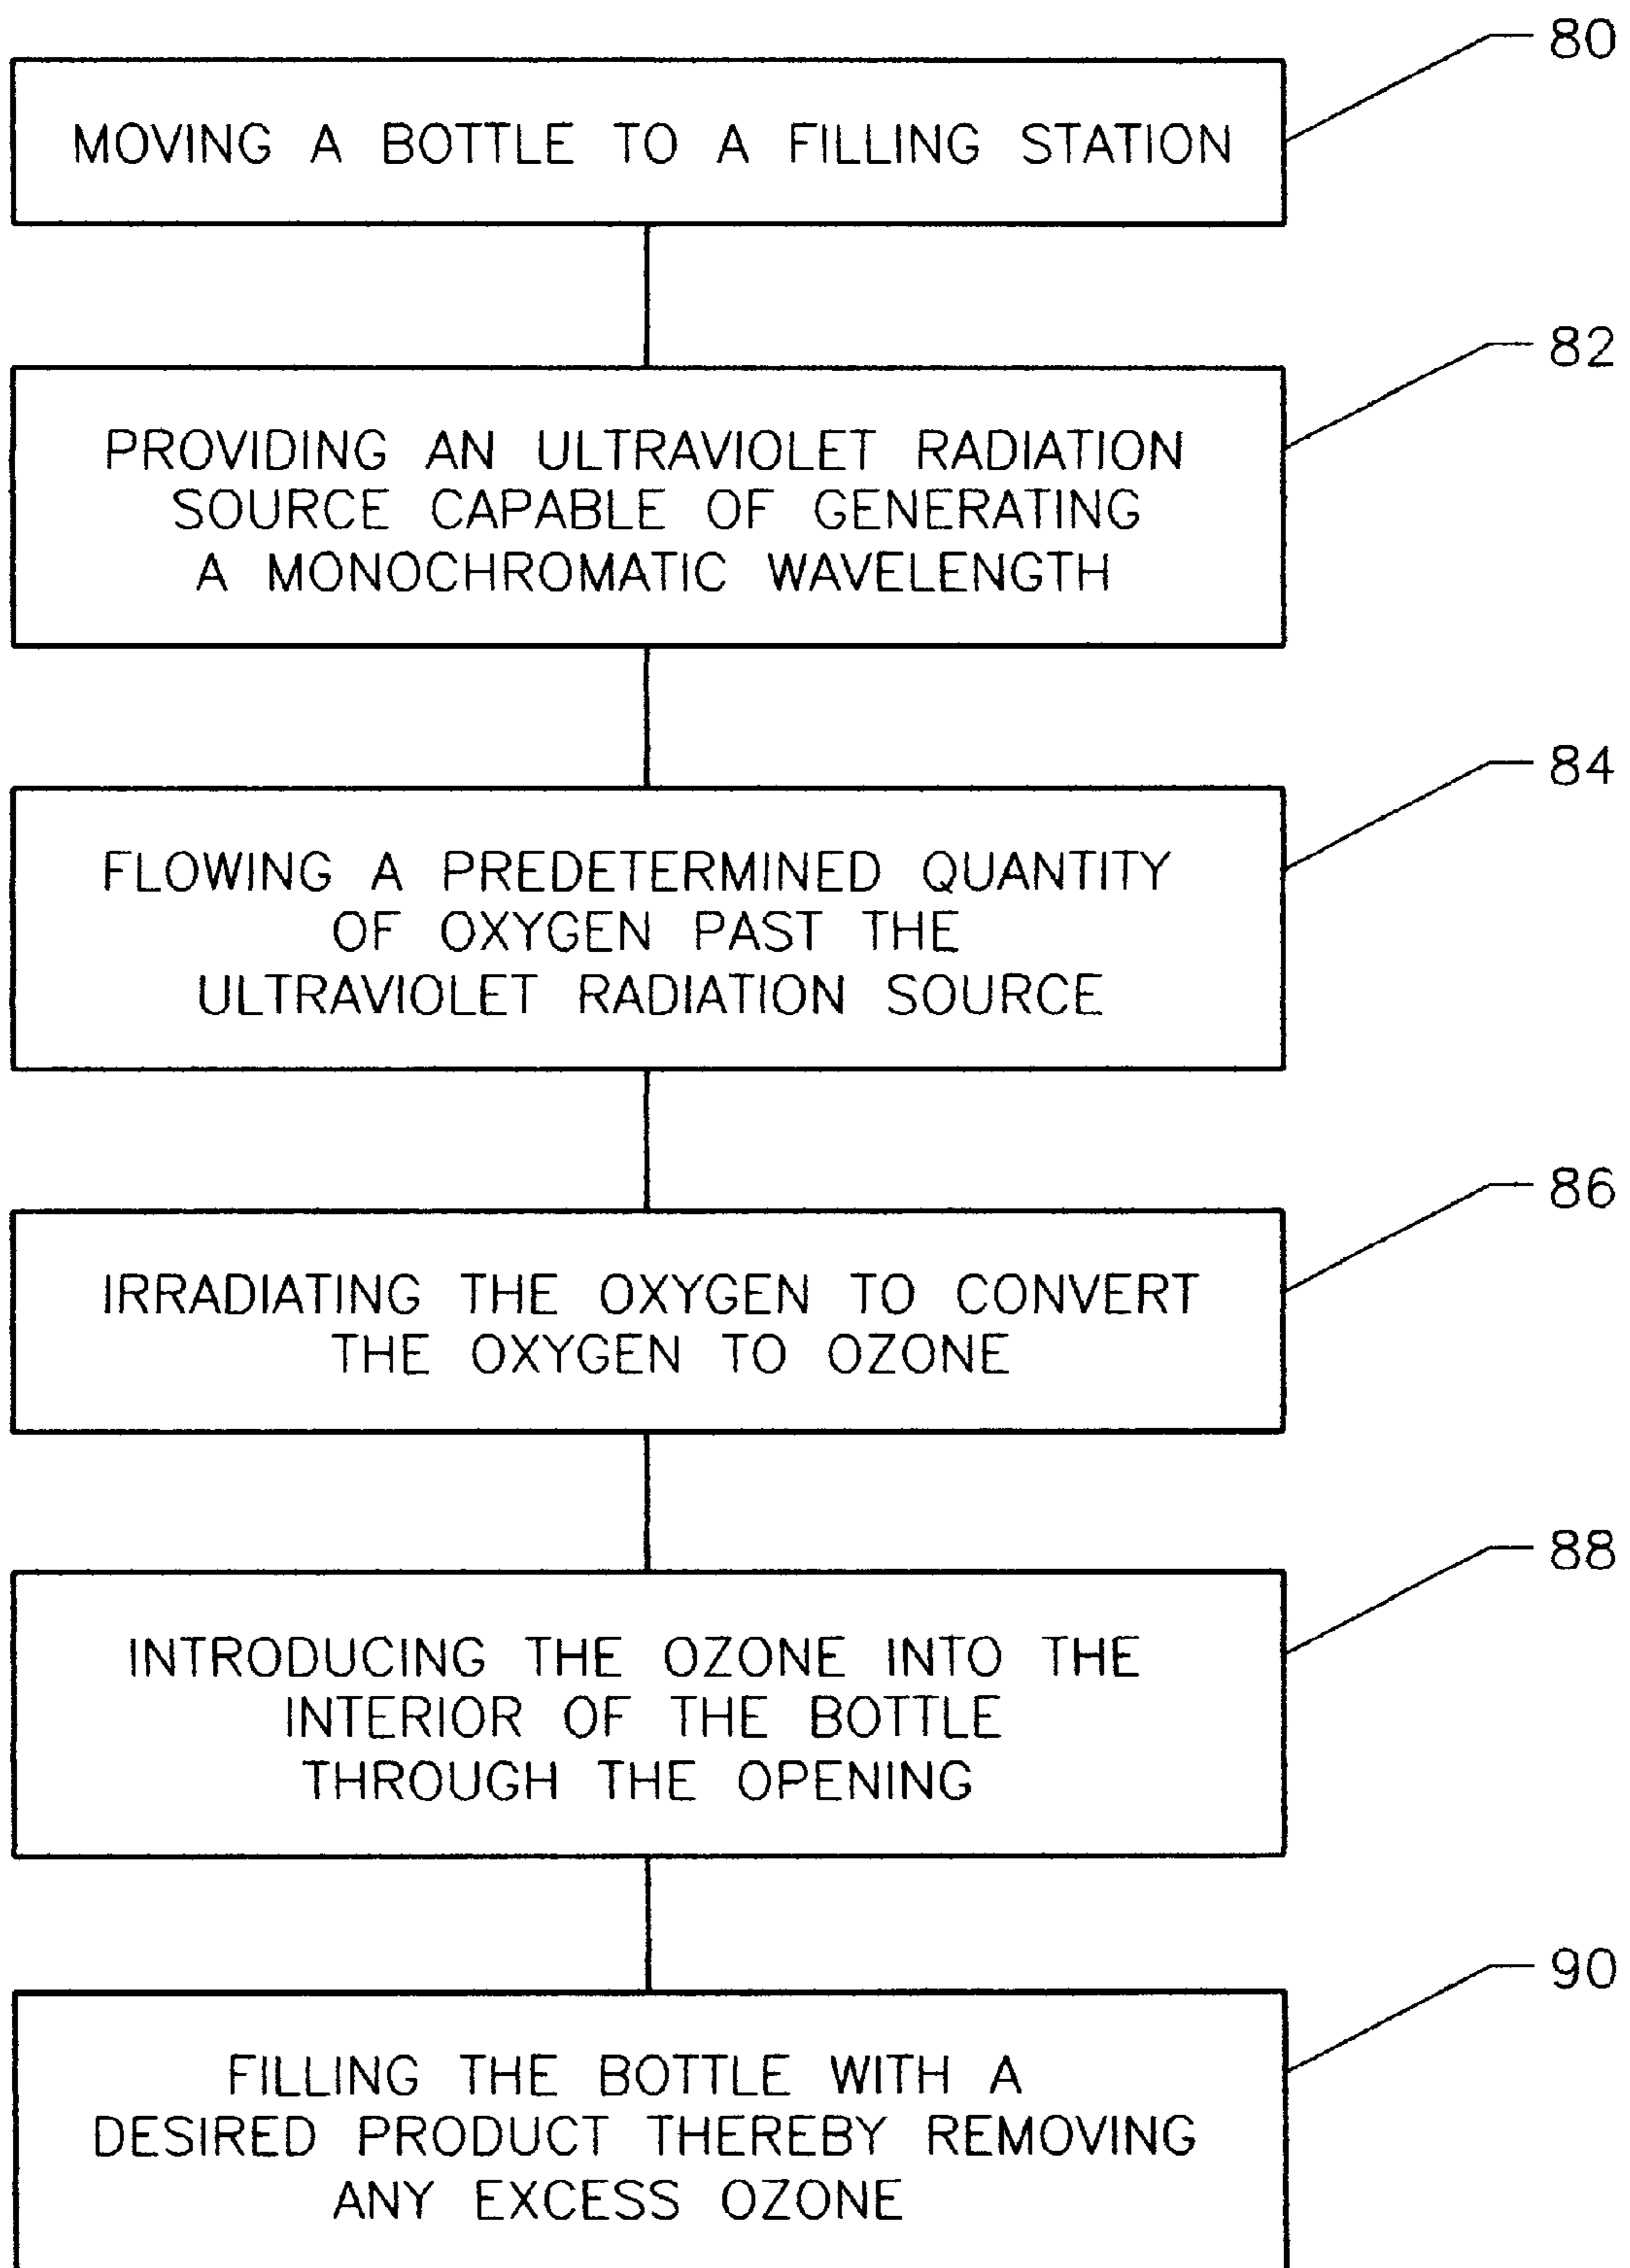 80
MOVING A BOTTLE TO A FILLING STATION
82
PROVIDING AN ULTRAVIOLET RADIATION
SOURCE CAPABLE OF GENERATING
A MONOCHROMATIC WAVELENGTH
84
FLOWING A PREDETERMINED QUANTITY
OF OXYGEN PAST THE
ULTRAVIOLET RADIATION SOURCE
86
IRRADIATING THE OXYGEN TO CONVERT
THE OXYGEN TO OZONE
88
INTRODUCING THE OZONE INTO THE
INTERIOR OF THE BOTTLE
THROUGH THE OPENING
90
FILLING THE BOTTLE WITH A
DESIRED PRODUCT THEREBY REMOVING
ANY EXCESS OZONE